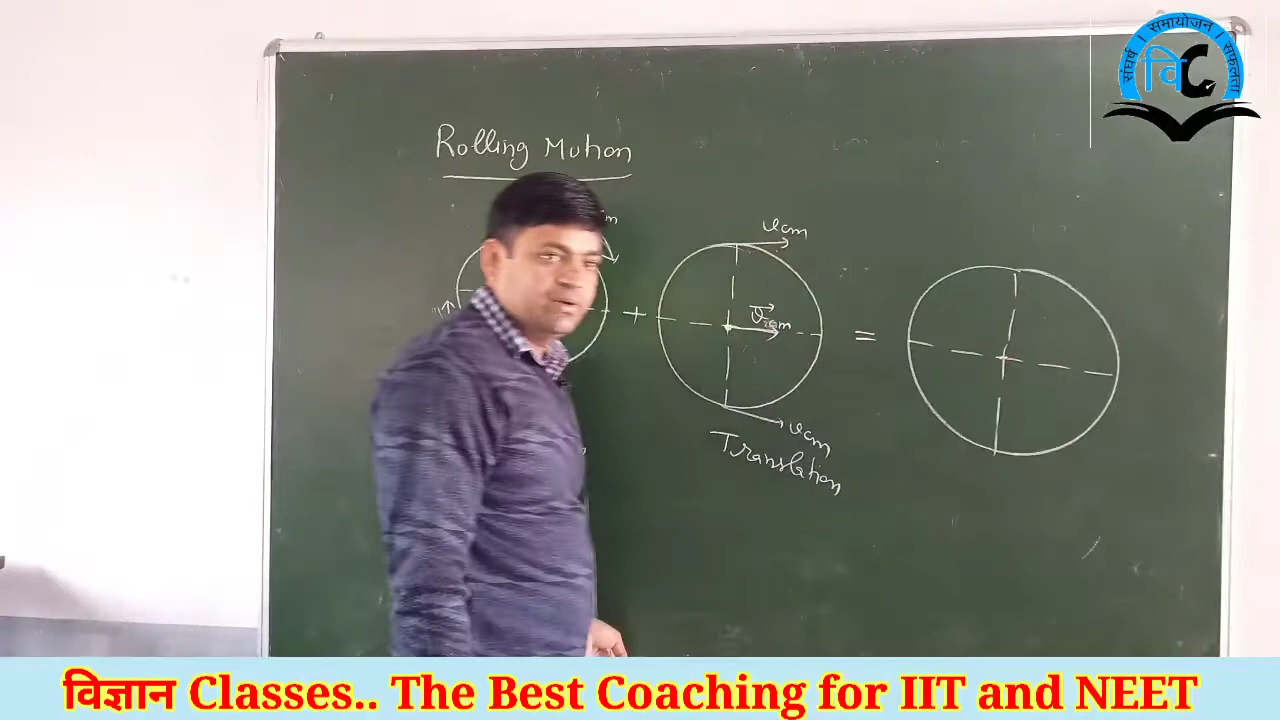 संघर्ष । समायोजन । सफलता
वि C
Rolling Motion
m
vcm
+
vcm
=
vcm
Translation
विज्ञान Classes.. The Best Coaching for IIT and NEET